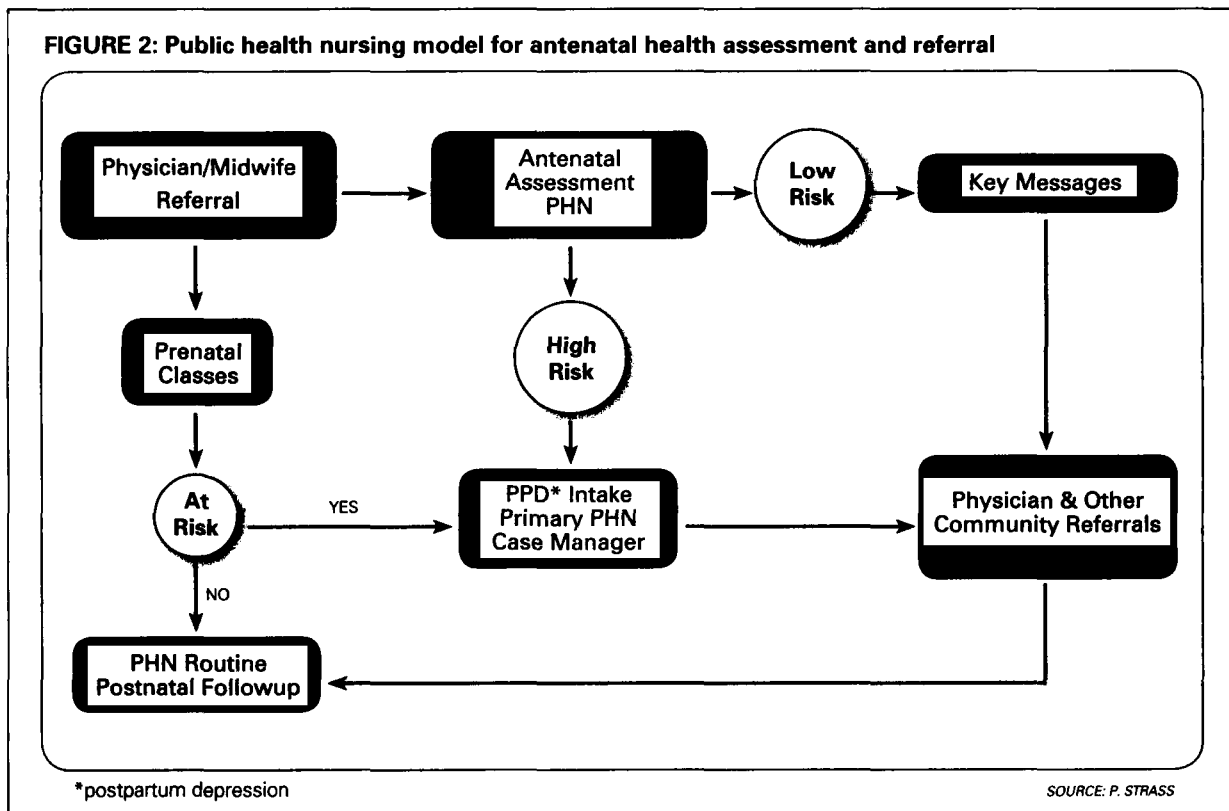 FIGURE 2: Public health nursing model for antenatal health assessment and referral
Physician/Midwife
Referral
Antenatal
Assessment
PHN
Low
Risk
Key Messages
Prenatal
Classes
High
Risk
At
Risk
YES
PPD* Intake
Primary PHN
Case Manager
Physician & Other
Community Referrals
NO
PHN Routine
Postnatal Followup
*postpartum depression
SOURCE: P. STRASS